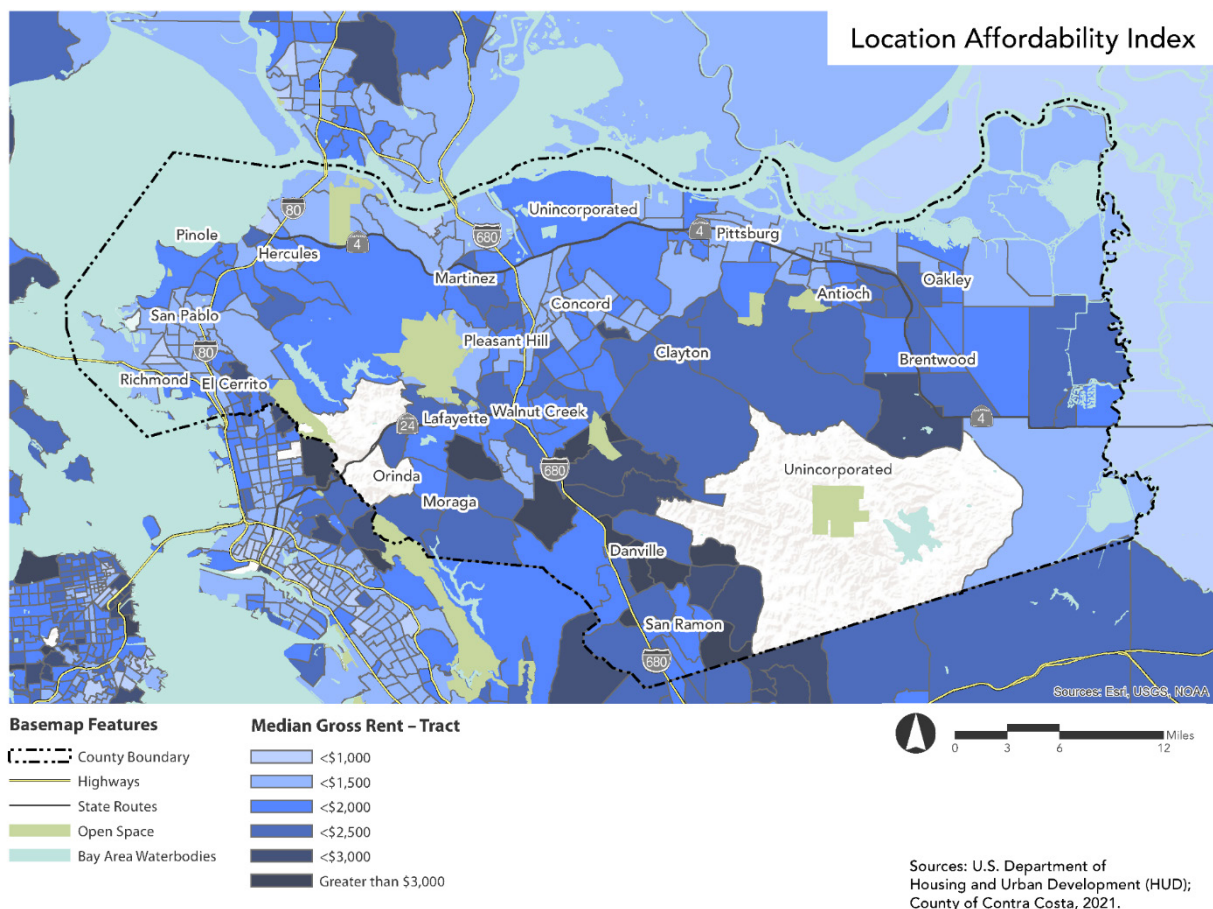 Location Affordability Index
80
Unincorporated
Pinole
4
680
4
Pittsburg
Hercules
Martinez
Oakley
Antioch
Concord
San Pablo
80
Pleasant Hill
Clayton
Brentwood
Richmond
El Cerrito
Lafayette
Walnut Creek
4
24
Orinda
680
Unincorporated
Moraga
Danville
San Ramon
680
Sources: Esri, USGS, NOAA
Basemap Features
County Boundary
Highways
State Routes
Open Space
Bay Area Waterbodies
Median Gross Rent – Tract
<$1,000
<$1,500
<$2,000
<$2,500
<$3,000
Greater than $3,000
0 3 6 12 Miles
Sources: U.S. Department of
Housing and Urban Development (HUD);
County of Contra Costa, 2021.